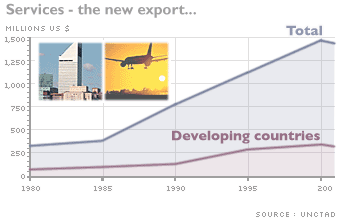 Services - the new export...
MILLIONS US $
Total
1,500
1,250
1,000
750
500
250
0
Developing countries
1980 1985 1990 1995 200
SOURCE : UNCTAD